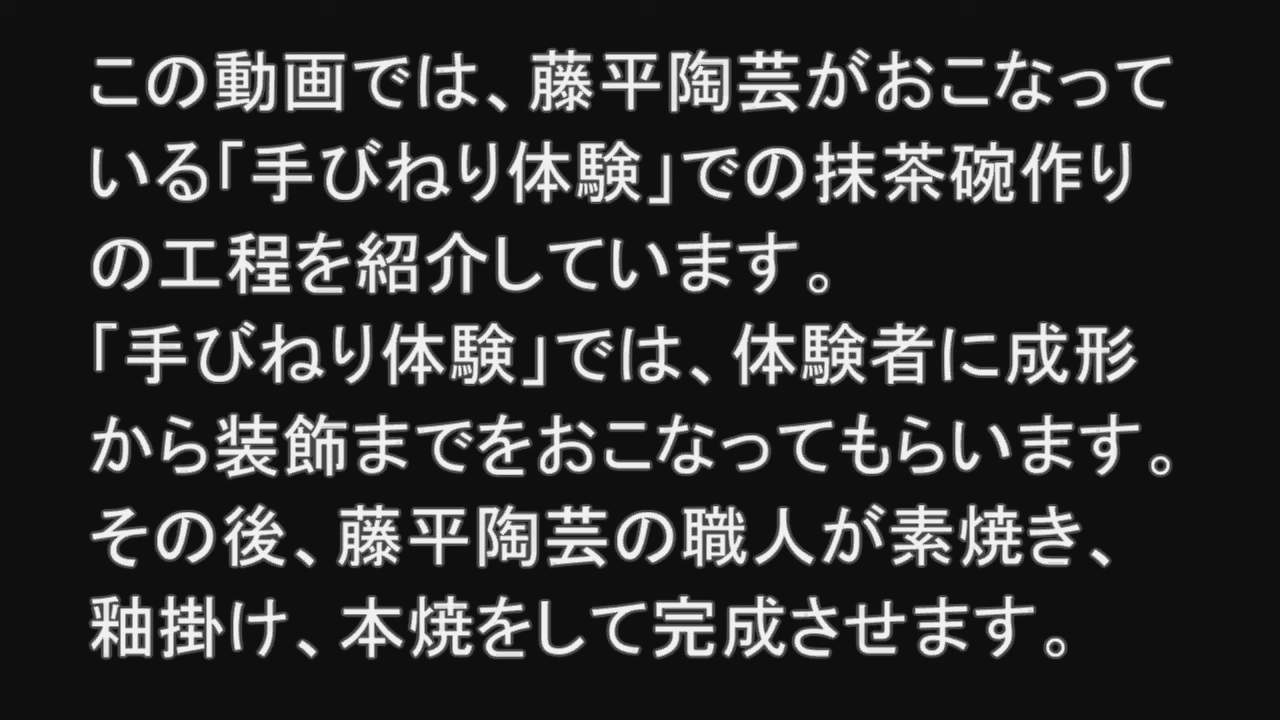 この動画では、藤平陶芸がおこなって
いる「手びねり体験」での抹茶碗作り
の工程を紹介しています。
「手びねり体験」では、体験者に成形
から装飾までをおこなってもらいます。
その後、藤平陶芸の職人が素焼き、
釉掛け、本焼をして完成させます。